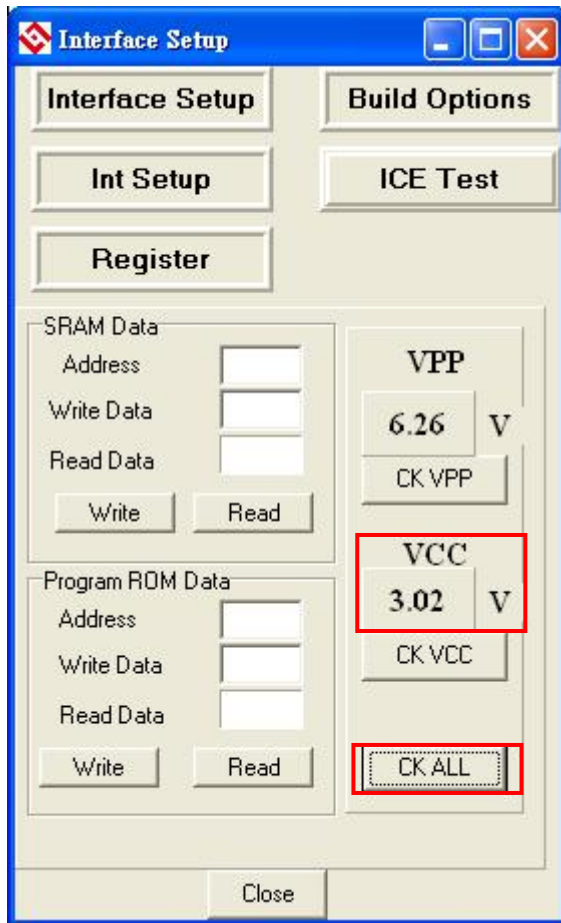 Interface Setup
Interface Setup
Build Options
Int Setup
ICE Test
Register
SRAM Data
Address
Write Data
Read Data
Write
Read
Program ROM Data
Address
Write Data
Read Data
Write
Read
VPP
6.26 V
CK VPP
VCC
3.02 V
CK VCC
CK ALL
Close